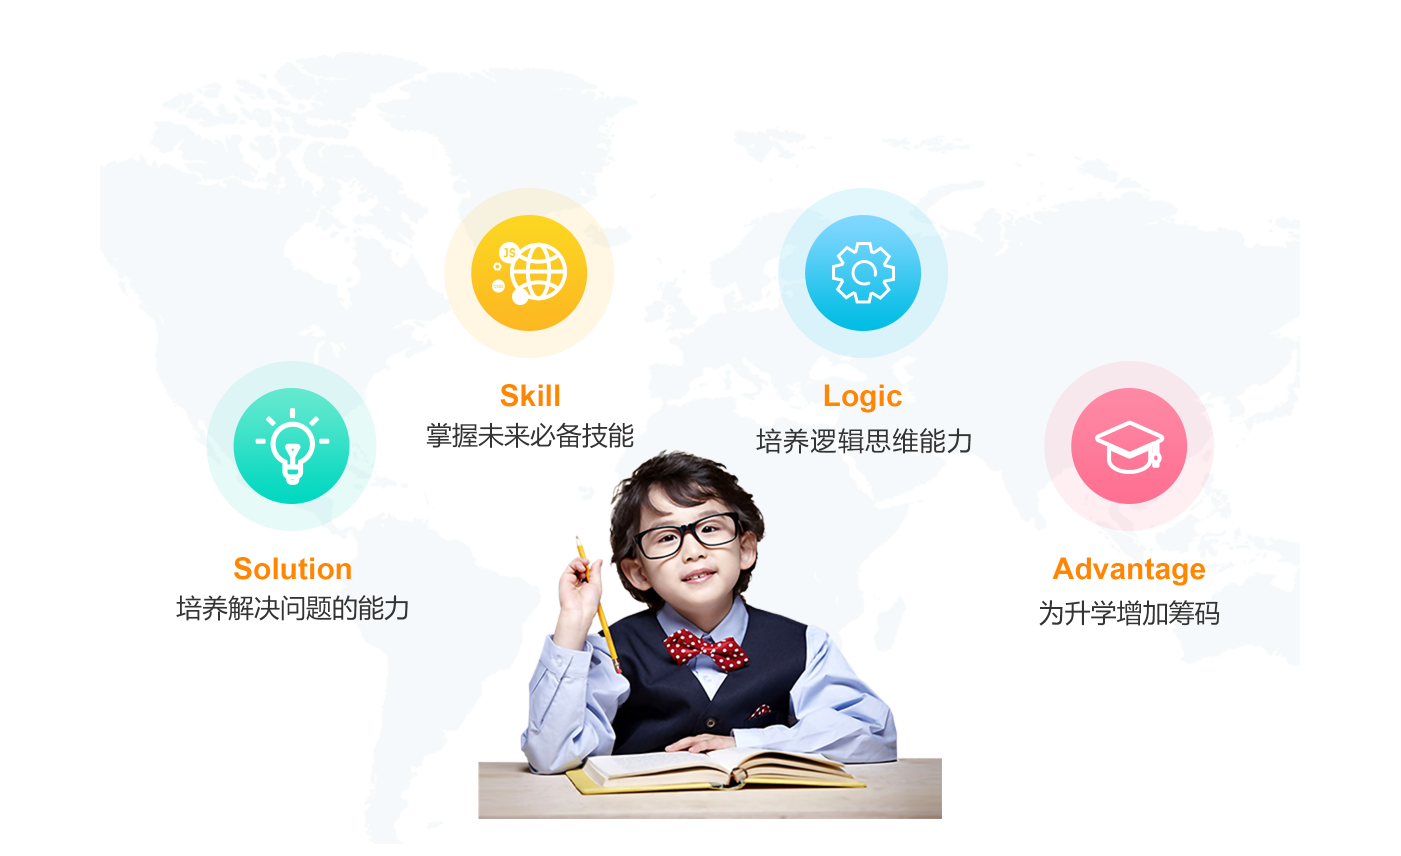 JS
Skill
掌握未来必备技能
Logic
培养逻辑思维能力
Solution
培养解决问题的能力
Advantage
为升学增加筹码